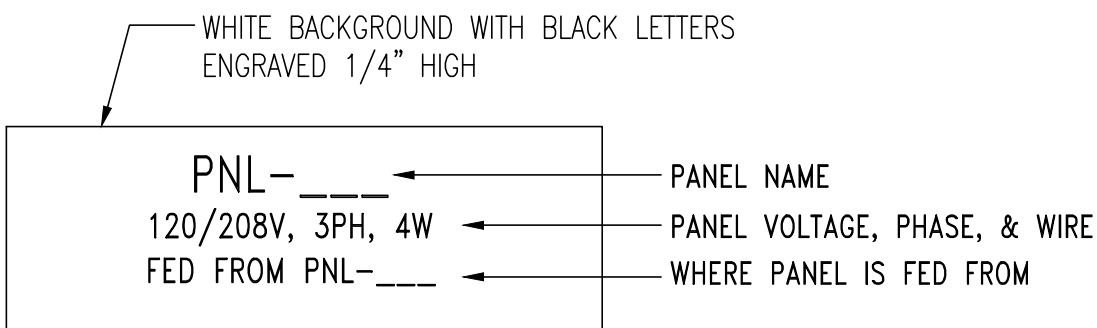 WHITE BACKGROUND WITH BLACK LETTERS
ENGRAVED 1/4" HIGH
PNL-___
PANEL NAME
120/208V, 3PH, 4W
PANEL VOLTAGE, PHASE, & WIRE
FED FROM PNL-___
WHERE PANEL IS FED FROM